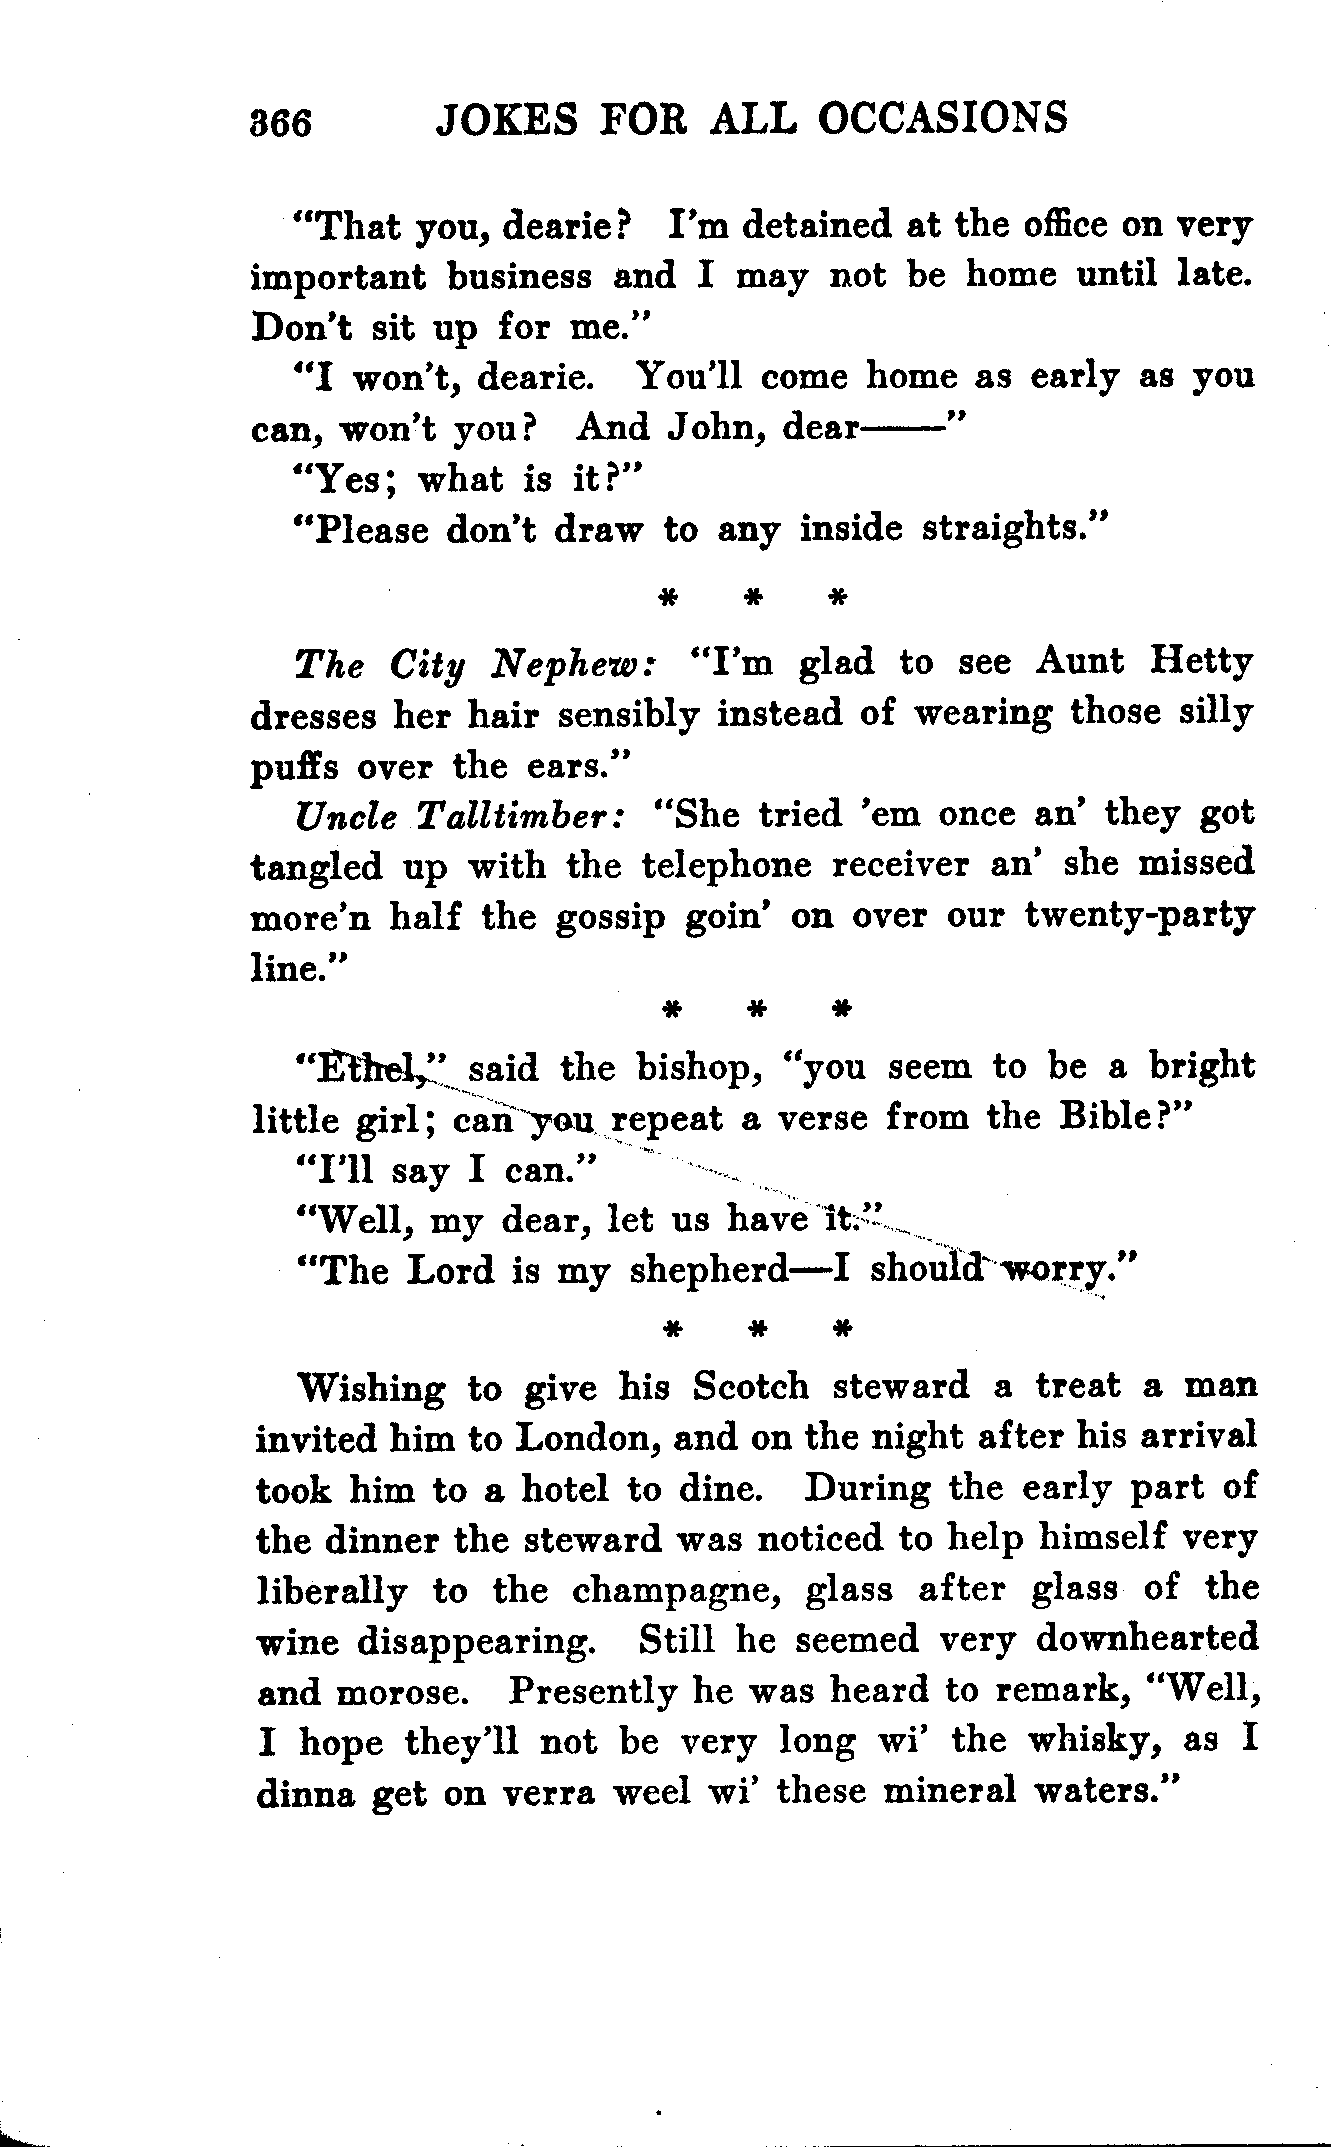 366 JOKES FOR ALL OCCASIONS
“That you, dearie? I'm detained at the office on very
important business and I may not be home until late.
Don't sit up for me.”
“I won't, dearie. You'll come home as early as you
can, won't you? And John, dear——”
“Yes; what is it?”
“Please don't draw to any inside straights.”
* * *
The City Nephew: “I'm glad to see Aunt Hetty
dresses her hair sensibly instead of wearing those silly
puffs over the ears.”
Uncle Talltimber: “She tried 'em once an' they got
tangled up with the telephone receiver an' she missed
more'n half the gossip goin' on over our twenty-party
line.”
* * *
“Ethel,” said the bishop, “you seem to be a bright
little girl; can you repeat a verse from the Bible?”
“I'll say I can.”
“Well, my dear, let us have it.”
“The Lord is my shepherd—I should worry.”
* * *
Wishing to give his Scotch steward a treat a man
invited him to London, and on the night after his arrival
took him to a hotel to dine. During the early part of
the dinner the steward was noticed to help himself very
liberally to the champagne, glass after glass of the
wine disappearing. Still he seemed very downhearted
and morose. Presently he was heard to remark, “Well,
I hope they'll not be very long wi' the whisky, as I
dinna get on verra weel wi' these mineral waters.”